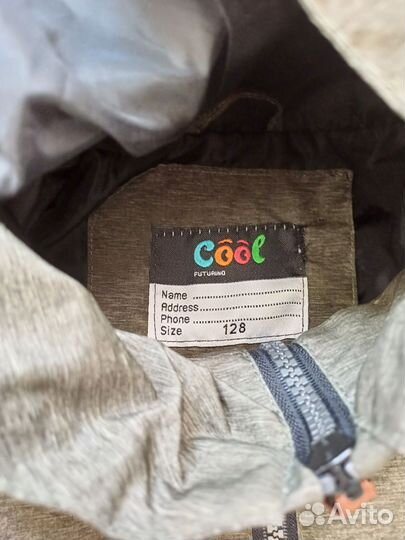 Cool
FUTURINO
Name ....................
Address..................
Phone ...................
Size 128
Avito